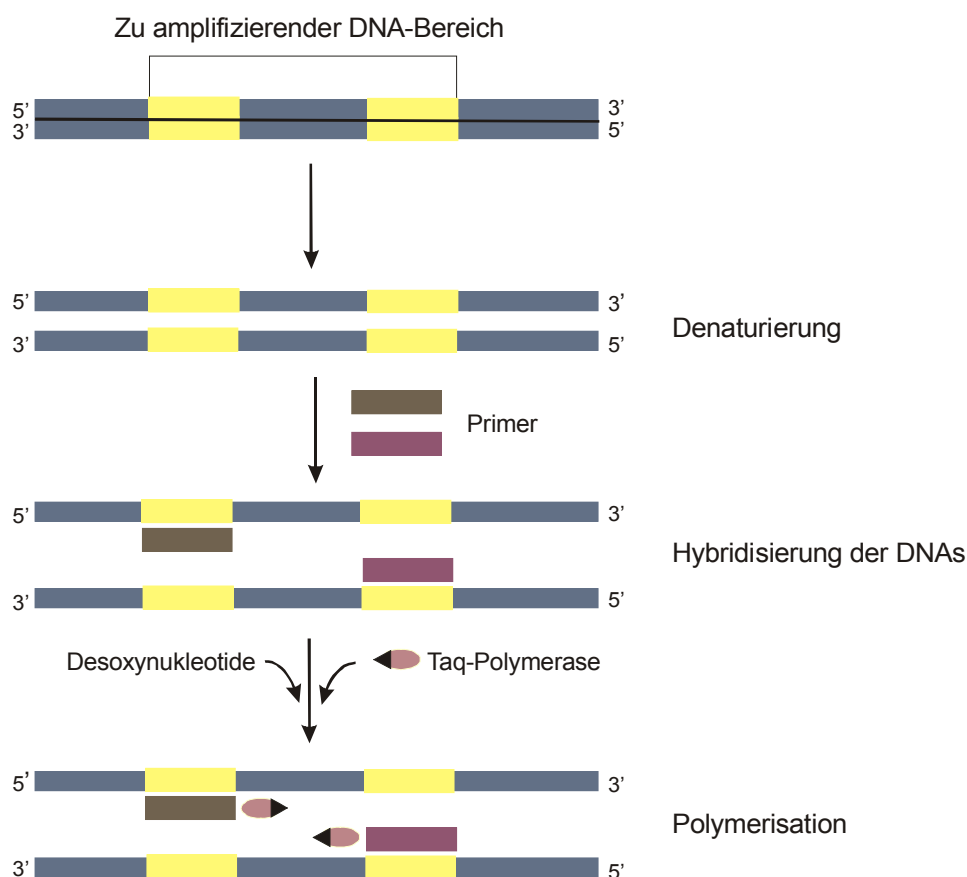 Zu amplifizierender DNA-Bereich
5’ 3’
3’ 5’
5’ 3’
Denaturierung
3’ 5’
Primer
5’ 3’
Hybridisierung der DNAs
3’ 5’
Desoxynukleotide Taq-Polymerase
5’ 3’
Polymerisation
3’ 5’